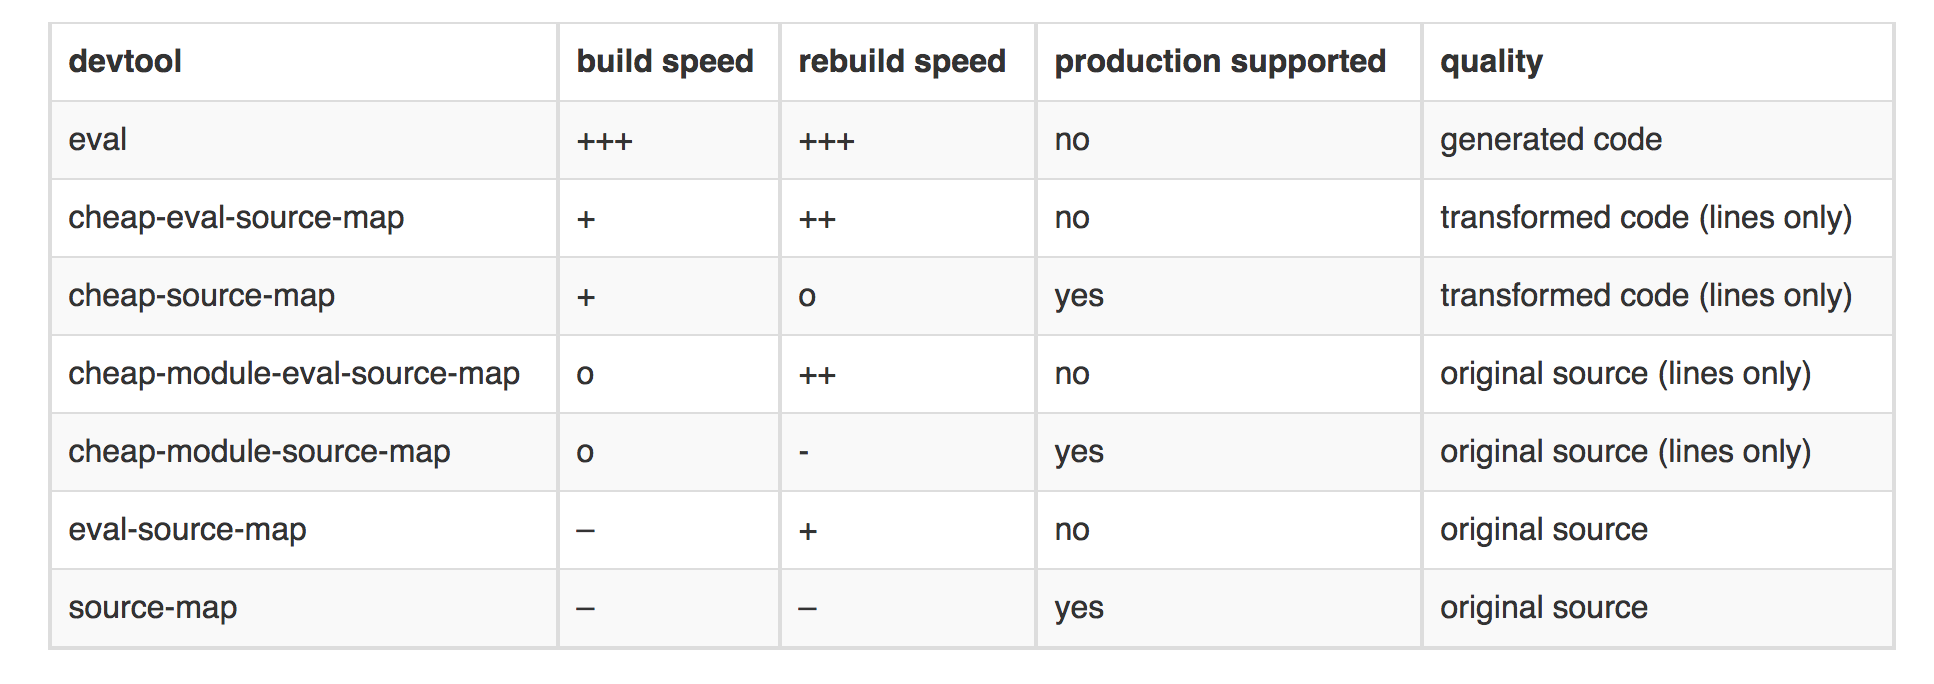 devtool build speed rebuild speed production supported quality
eval +++ +++ no generated code
cheap-eval-source-map + ++ no transformed code (lines only)
cheap-source-map + o yes transformed code (lines only)
cheap-module-eval-source-map o ++ no original source (lines only)
cheap-module-source-map o - yes original source (lines only)
eval-source-map – + no original source
source-map – – yes original source